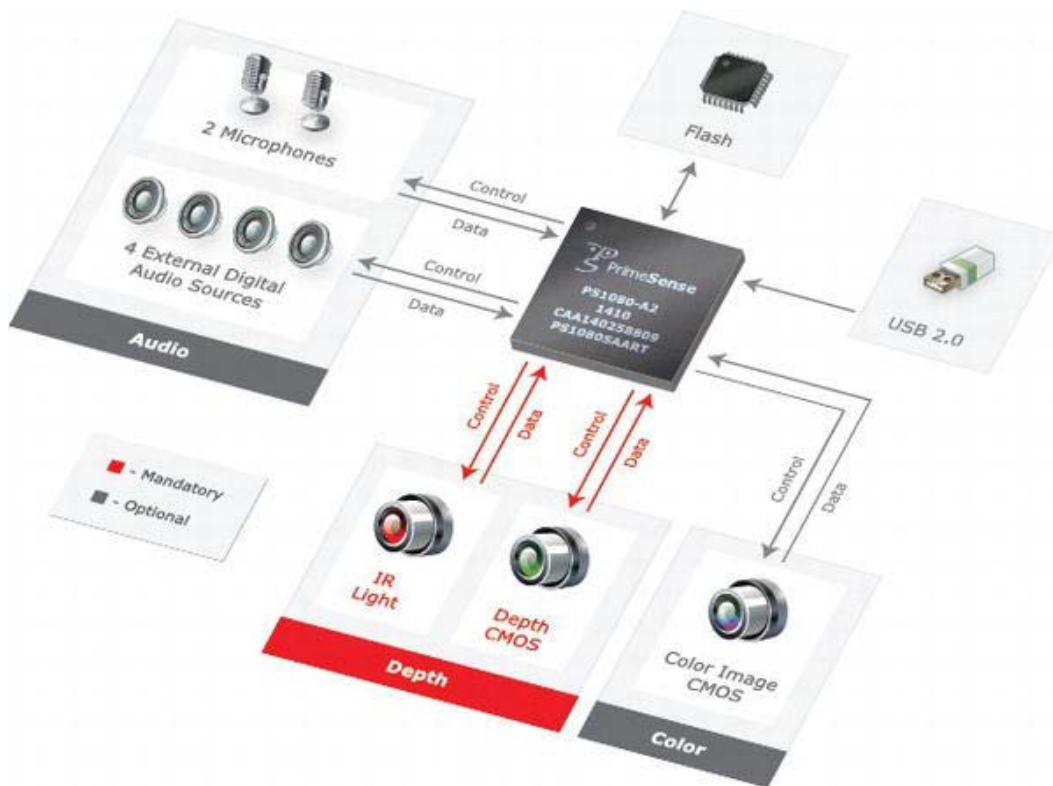 2 Microphones
4 External Digital
Audio Sources
Audio
Control
Data
Control
Data
Flash
PrimeSense
PS1080-A2
1410
CAA140258809
PS1080SAART
USB 2.0
Control
Data
Control
Data
Control
Data
- Mandatory
- Optional
IR
Light
Depth
CMOS
Depth
Color Image
CMOS
Color